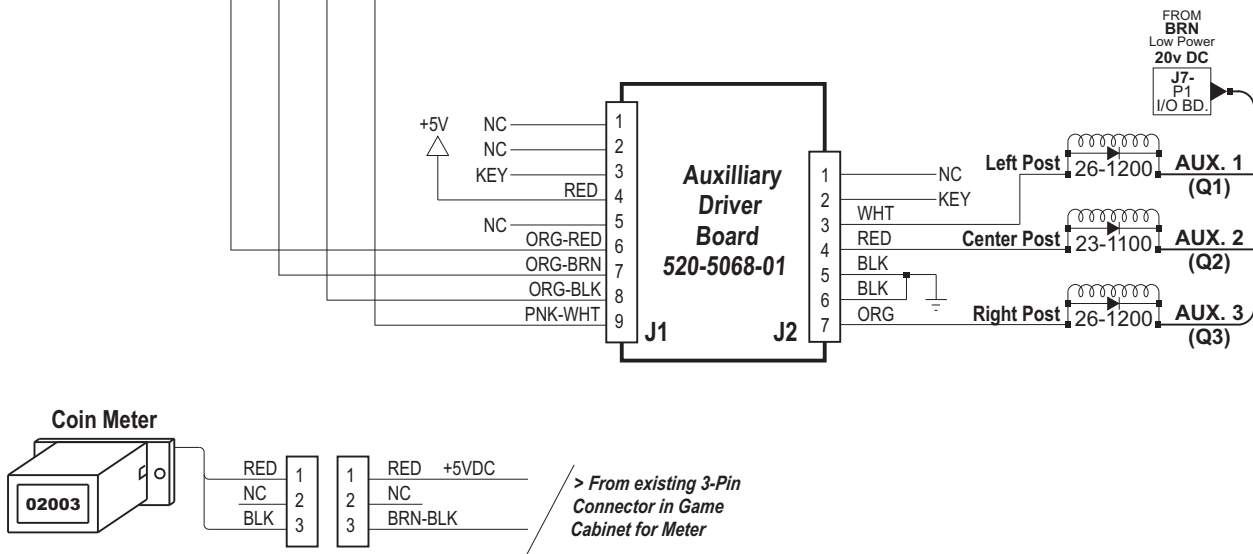 FROM
BRN
Low Power
20v DC
J7-
P1
I/O BD.
+5V
NC
1
NC
2
KEY
3
RED
4
NC
5
ORG-RED
6
ORG-BRN
7
ORG-BLK
8
PNK-WHT
9
J1
Auxilliary
Driver
Board
520-5068-01
J2
1
NC
2
KEY
3
WHT
4
RED
5
BLK
6
BLK
7
ORG
Left Post
26-1200
AUX. 1
(Q1)
Center Post
23-1100
AUX. 2
(Q2)
Right Post
26-1200
AUX. 3
(Q3)
Coin Meter
02003
RED
1
NC
2
BLK
3
1
RED +5VDC
2
NC
3
BRN-BLK
> From existing 3-Pin
Connector in Game
Cabinet for Meter